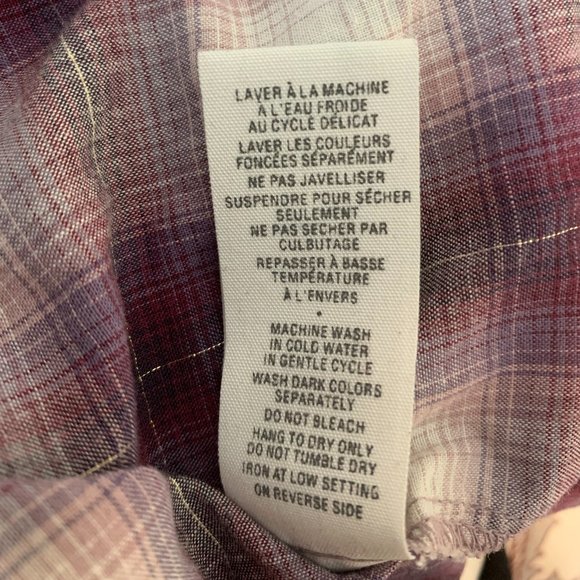 LAVER À LA MACHINE
À L'EAU FROIDE
AU CYCLE DÉLICAT
LAVER LES COULEURS
FONCÉES SÉPARÉMENT
NE PAS JAVELLISER
SUSPENDRE POUR SÉCHER
SEULEMENT
NE PAS SECHER PAR
CULBUTAGE
REPASSER À BASSE
TEMPÉRATURE
À L'ENVERS
•
MACHINE WASH
IN COLD WATER
IN GENTLE CYCLE
WASH DARK COLORS
SEPARATELY
DO NOT BLEACH
HANG TO DRY ONLY
DO NOT TUMBLE DRY
IRON AT LOW SETTING
ON REVERSE SIDE